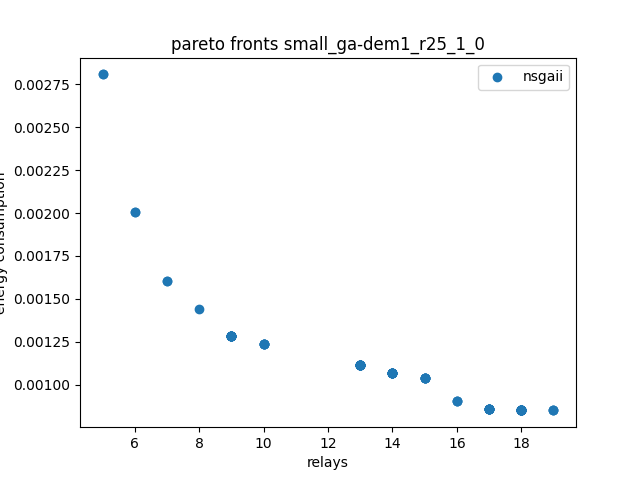 pareto fronts small_ga-dem1_r25_1_0
nsgaii
0.00275
0.00250
0.00225
0.00200
0.00175
0.00150
0.00125
0.00100
energy consumption
6 8 10 12 14 16 18
relays